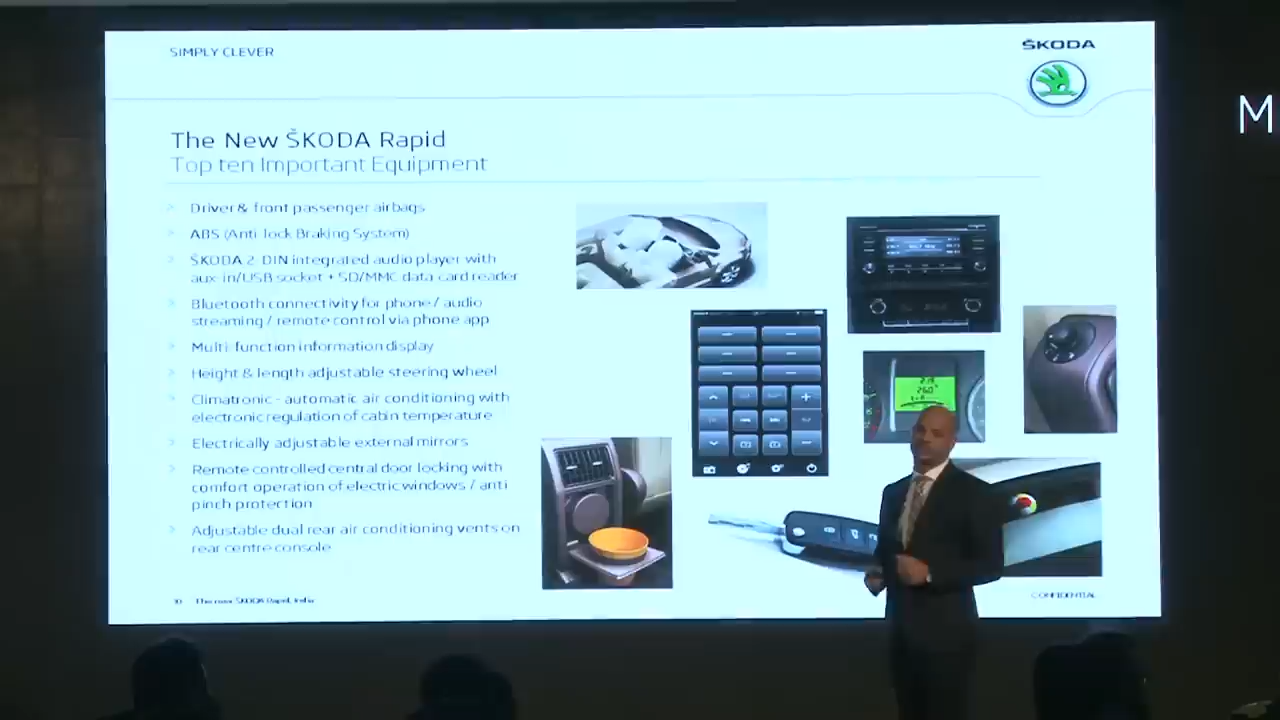 SIMPLY CLEVER
ŠKODA
M
The New ŠKODA Rapid
Top ten Important Equipment
Driver & front passenger airbags
ABS (Anti lock Braking System)
ŠKODA 2 DIN integrated audio player with
aux-in/USB socket + SD/MMC data card reader
Bluetooth connectivity for phone / audio
streaming / remote control via phone app
Multi function information display
Height & length adjustable steering wheel
Climatronic - automatic air conditioning with
electronic regulation of cabin temperature
Electrically adjustable external mirrors
Remote controlled central door locking with
comfort operation of electric windows / anti
pinch protection
Adjustable dual rear air conditioning vents on
rear centre console
10 The new ŠKODA Rapid, India
CONFIDENTIAL